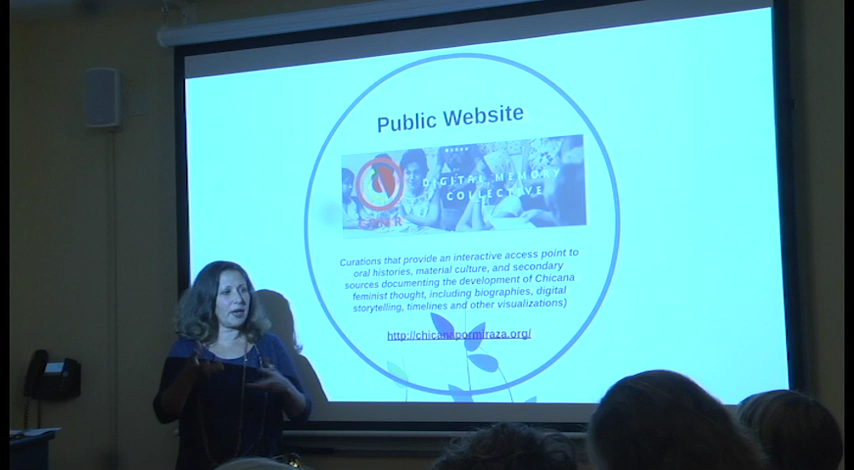 Public Website
DIGITAL MEMORY
COLLECTIVE
Curations that provide an interactive access point to
oral histories, material culture, and secondary
sources documenting the development of Chicana
feminist thought, including biographies, digital
storytelling, timelines and other visualizations)
http://chicanapormiraza.org/